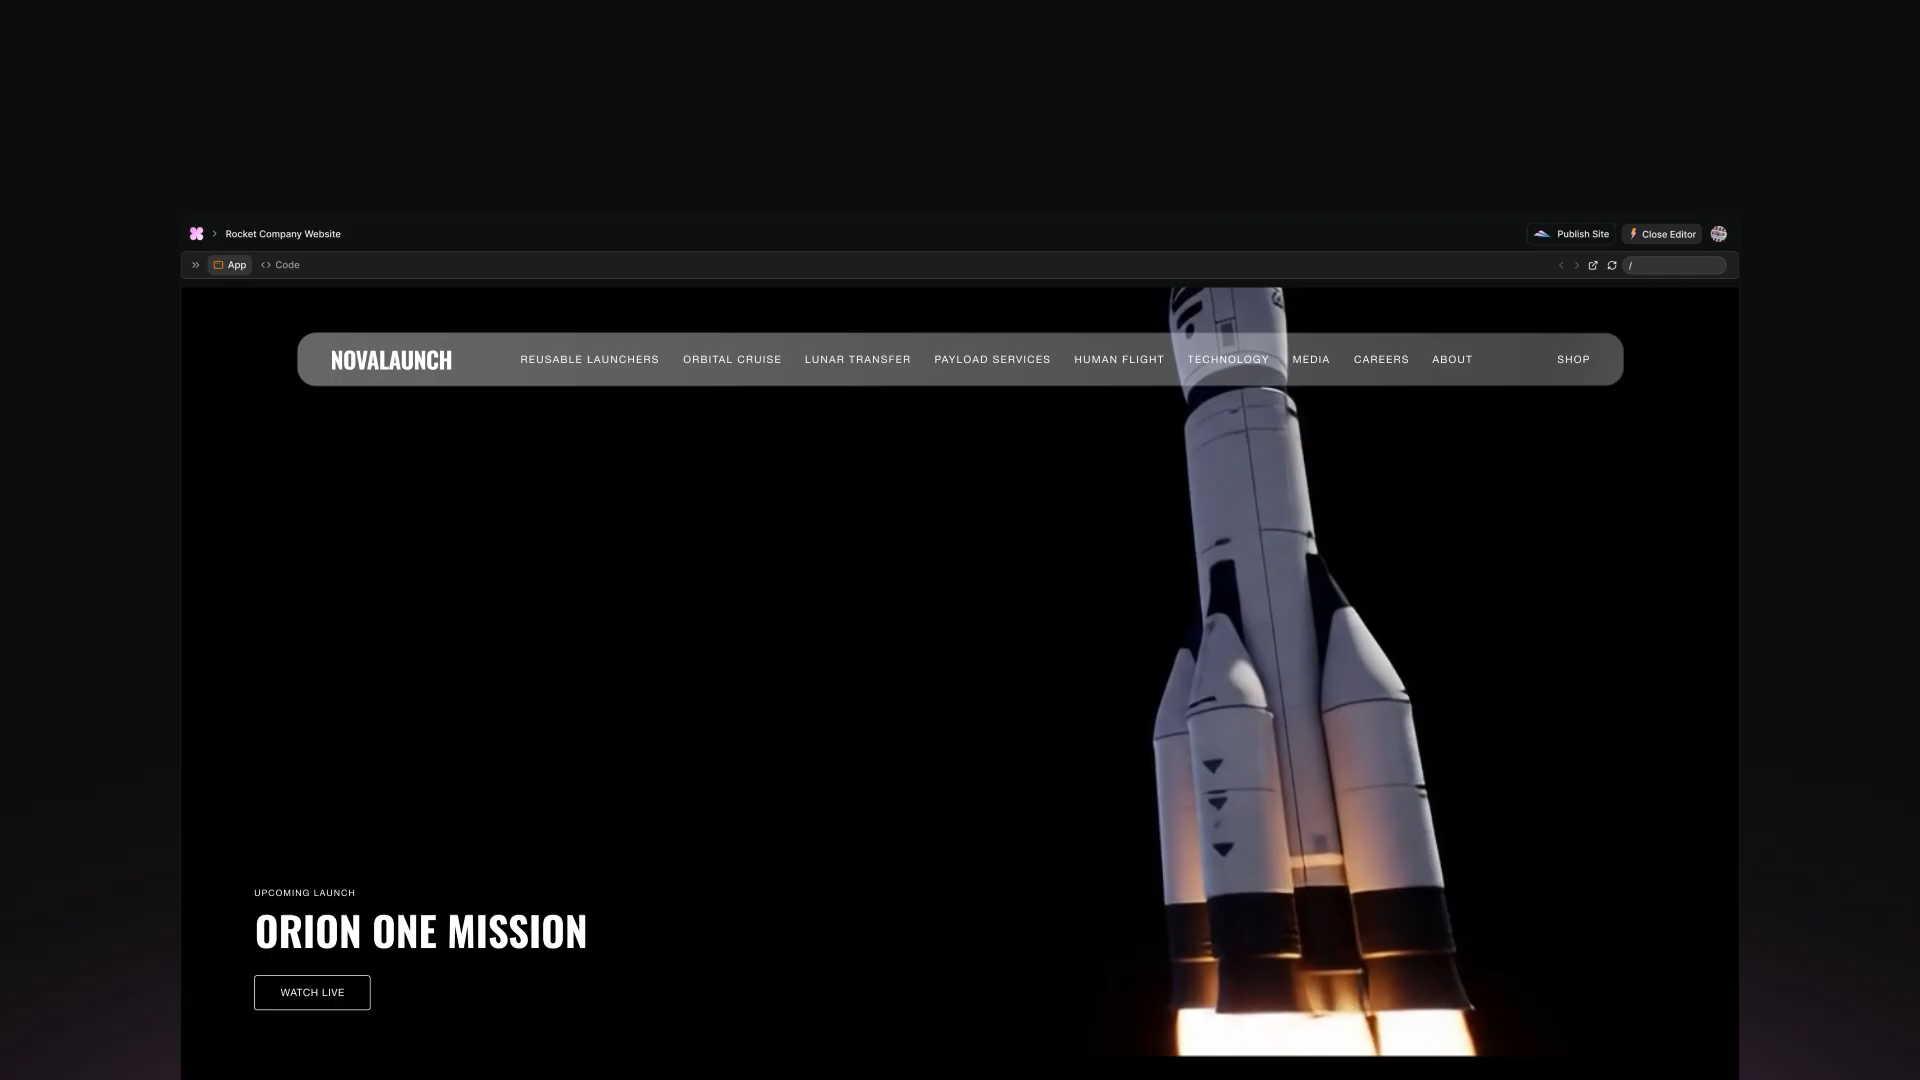 Rocket Company Website
Publish Site
Close Editor
App
Code
/
NOVALAUNCH
REUSABLE LAUNCHERS
ORBITAL CRUISE
LUNAR TRANSFER
PAYLOAD SERVICES
HUMAN FLIGHT
TECHNOLOGY
MEDIA
CAREERS
ABOUT
SHOP
UPCOMING LAUNCH
ORION ONE MISSION
WATCH LIVE